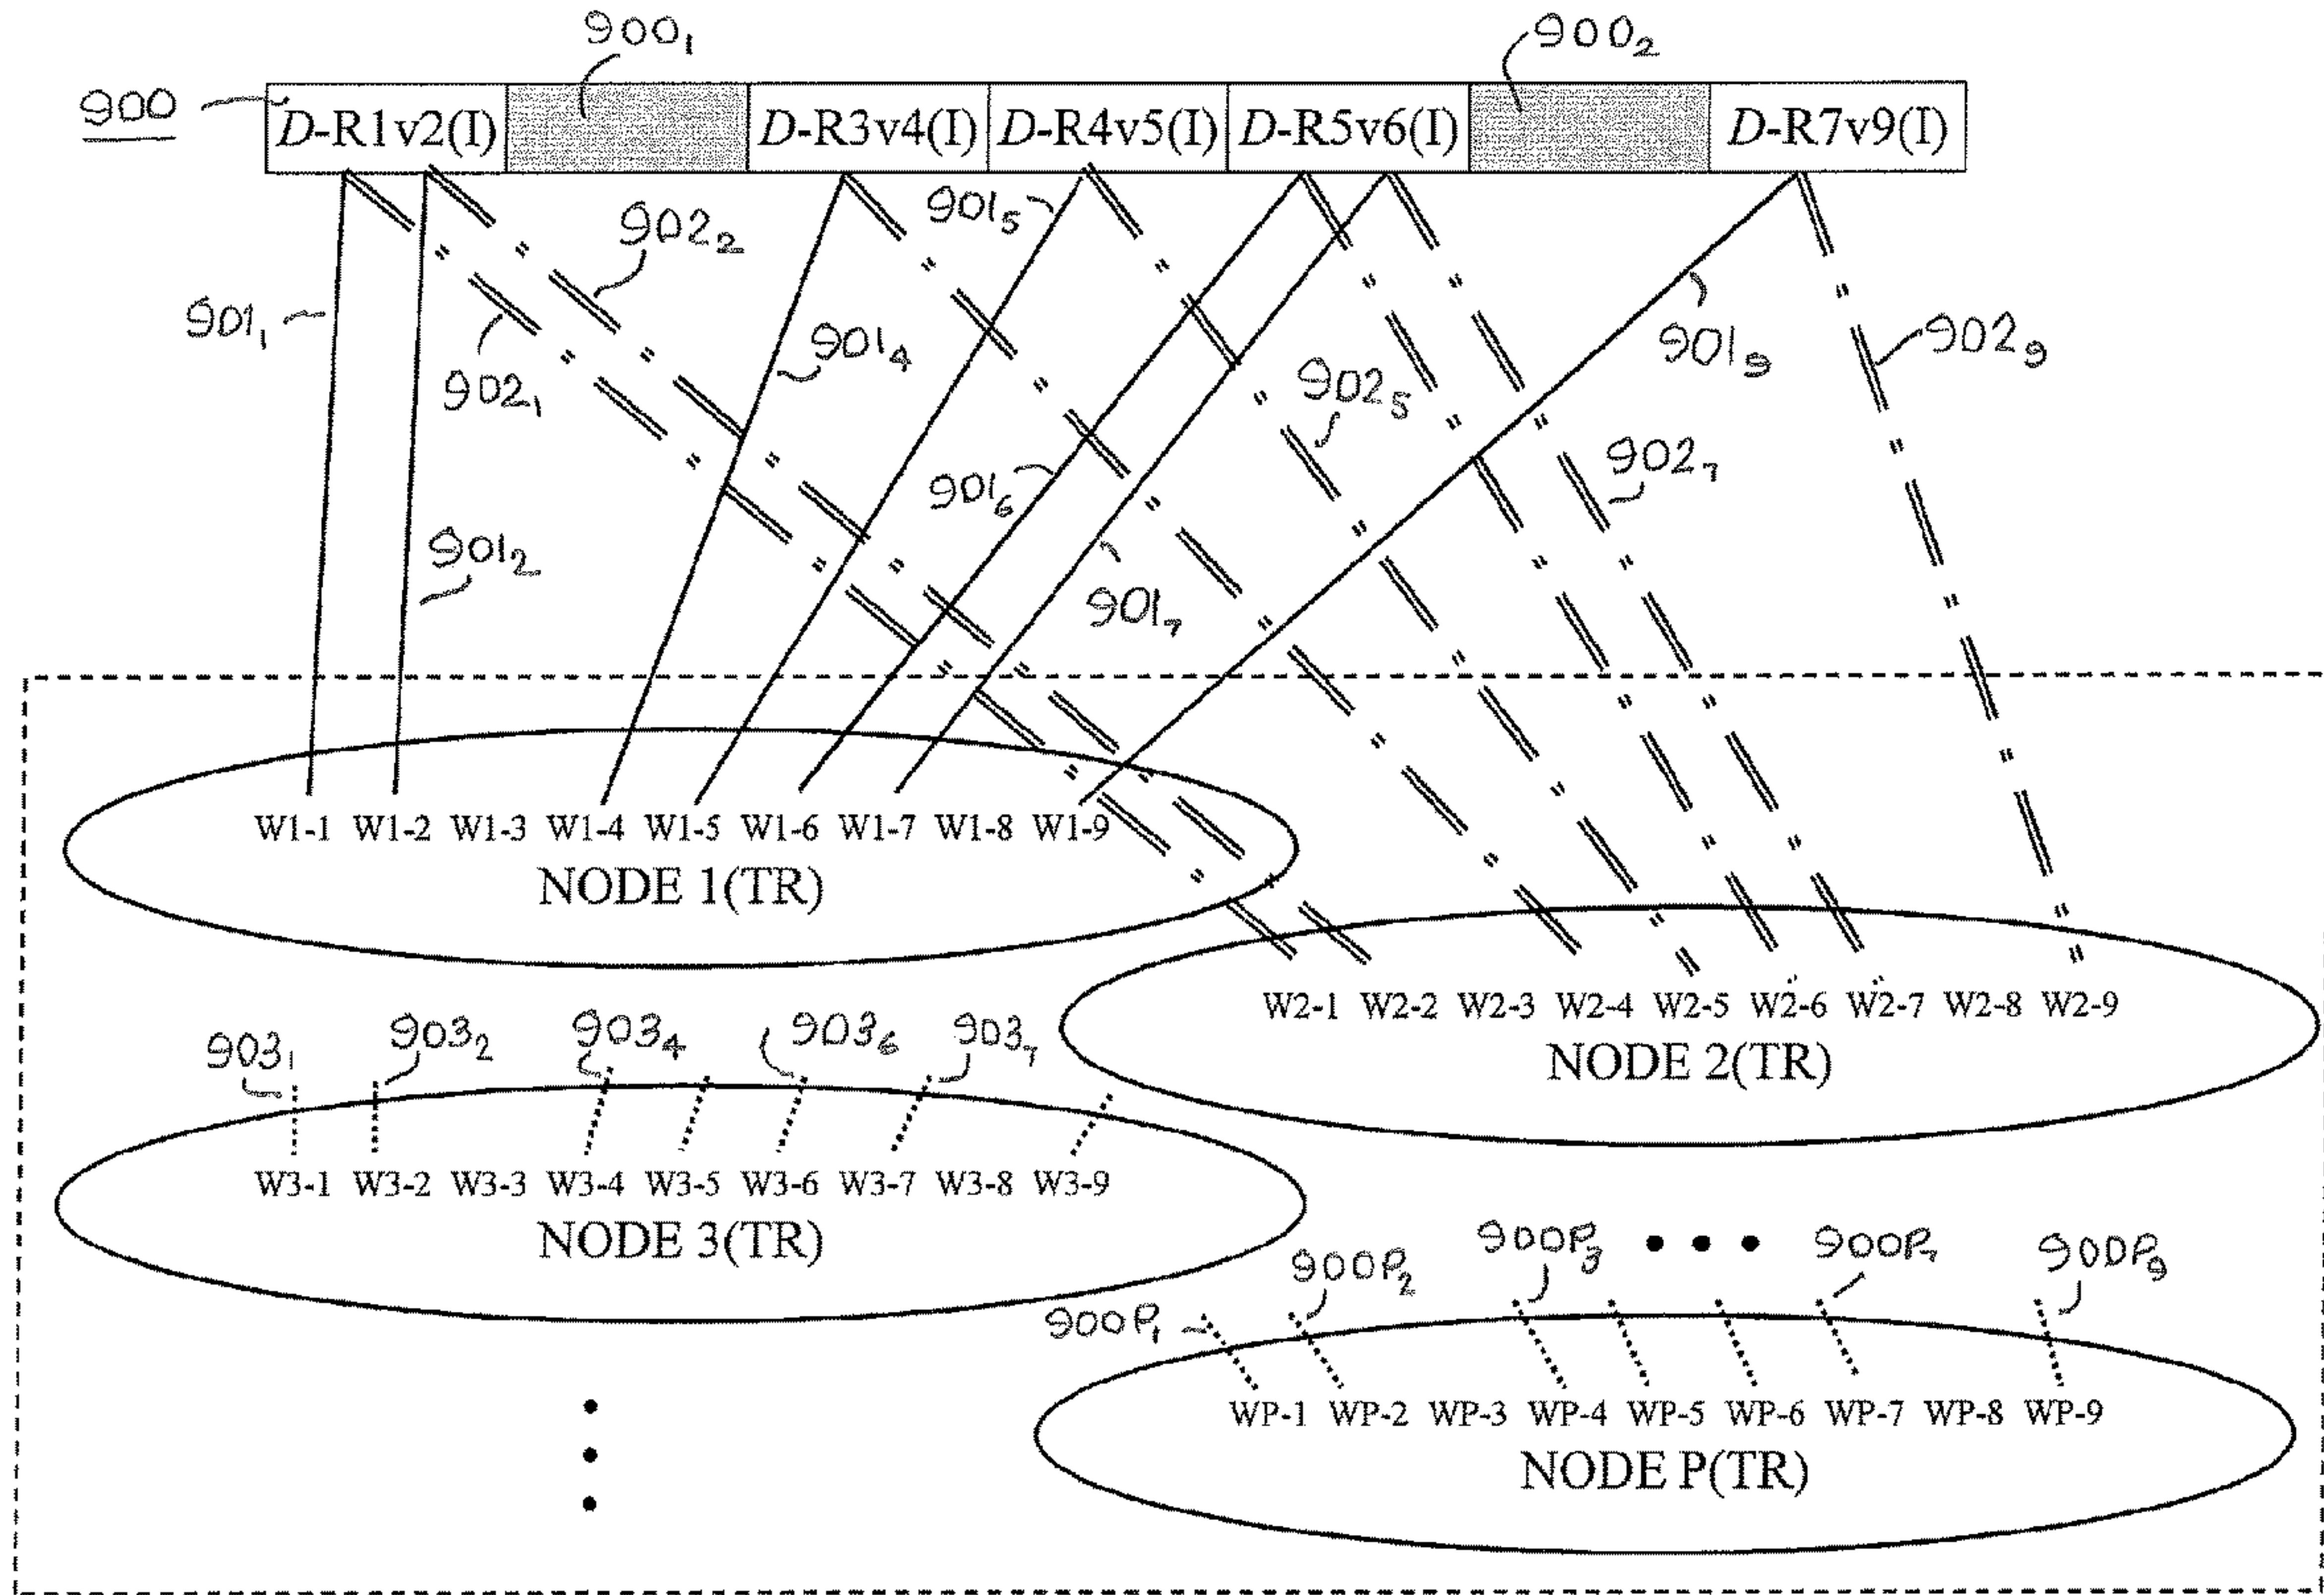 900₁ 900₂
900 D-R1v2(I) D-R3v4(I) D-R4v5(I) D-R5v6(I) D-R7v9(I)
901₅
902₂
901₁ 901₄ 901₉ 902₉
902₁ 902₅
901₆ 902₇
901₂
901₇
W1-1 W1-2 W1-3 W1-4 W1-5 W1-6 W1-7 W1-8 W1-9
NODE 1(TR)
W2-1 W2-2 W2-3 W2-4 W2-5 W2-6 W2-7 W2-8 W2-9
NODE 2(TR)
903₁ 903₂ 903₄ 903₆ 903₇
W3-1 W3-2 W3-3 W3-4 W3-5 W3-6 W3-7 W3-8 W3-9
NODE 3(TR)
900P₁ 900P₂ 900P₃ • • • 900P₇ 900P₉
WP-1 WP-2 WP-3 WP-4 WP-5 WP-6 WP-7 WP-8 WP-9
NODE P(TR)